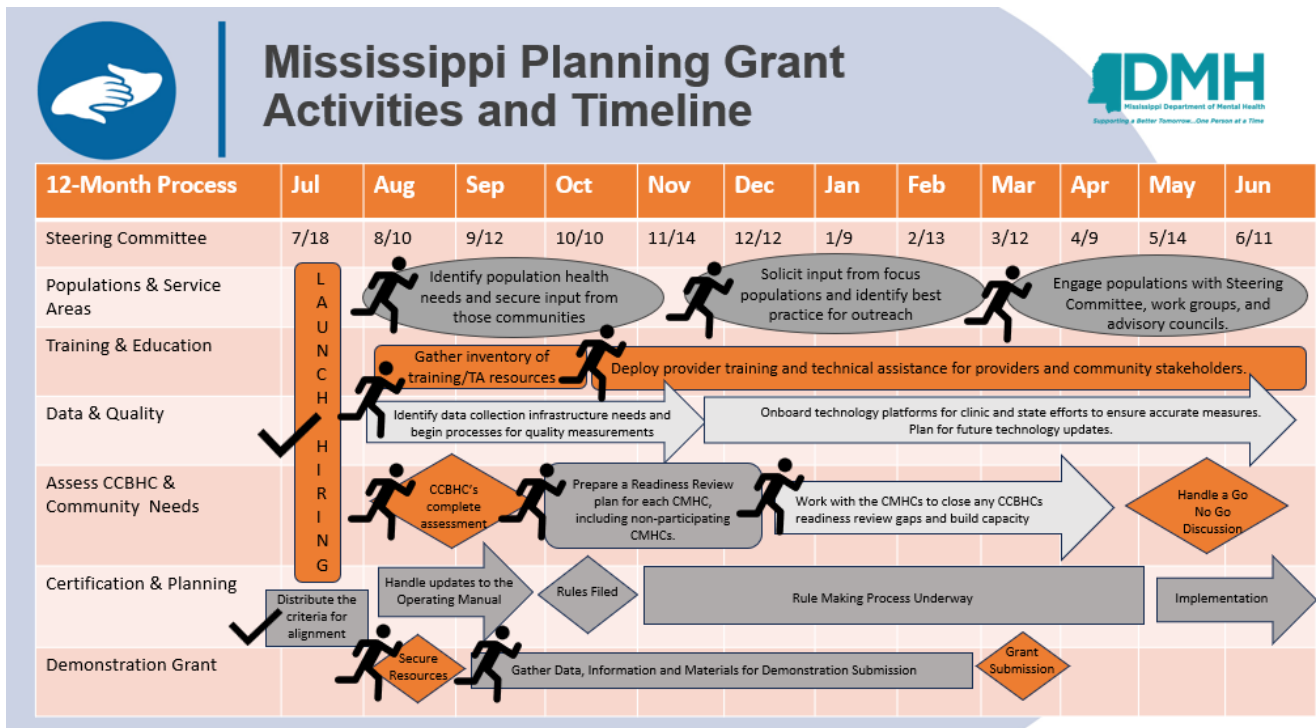 Mississippi Planning Grant
Activities and Timeline
DMH
Mississippi Department of Mental Health
Supporting a Better Tomorrow...One Person at a Time
12-Month Process Jul Aug Sep Oct Nov Dec Jan Feb Mar Apr May Jun
Steering Committee 7/18 8/10 9/12 10/10 11/14 12/12 1/9 2/13 3/12 4/9 5/14 6/11
LAUNCH HIRING
Populations & Service
Areas
Identify population health
needs and secure input from
those communities
Solicit input from focus
populations and identify best
practice for outreach
Engage populations with Steering
Committee, work groups, and
advisory councils.
Training & Education
Gather inventory of
training/TA resources
Deploy provider training and technical assistance for providers and community stakeholders.
Data & Quality
Identify data collection infrastructure needs and
begin processes for quality measurements
Onboard technology platforms for clinic and state efforts to ensure accurate measures.
Plan for future technology updates.
Assess CCBHC &
Community Needs
CCBHC's
complete
assessment
Prepare a Readiness Review
plan for each CMHC,
including non-participating
CMHCs.
Work with the CMHCs to close any CCBHCs
readiness review gaps and build capacity
Handle a Go
No Go
Discussion
Certification & Planning
Distribute the
criteria for
alignment
Handle updates to the
Operating Manual
Rules Filed
Rule Making Process Underway
Implementation
Demonstration Grant
Secure
Resources
Gather Data, Information and Materials for Demonstration Submission
Grant
Submission